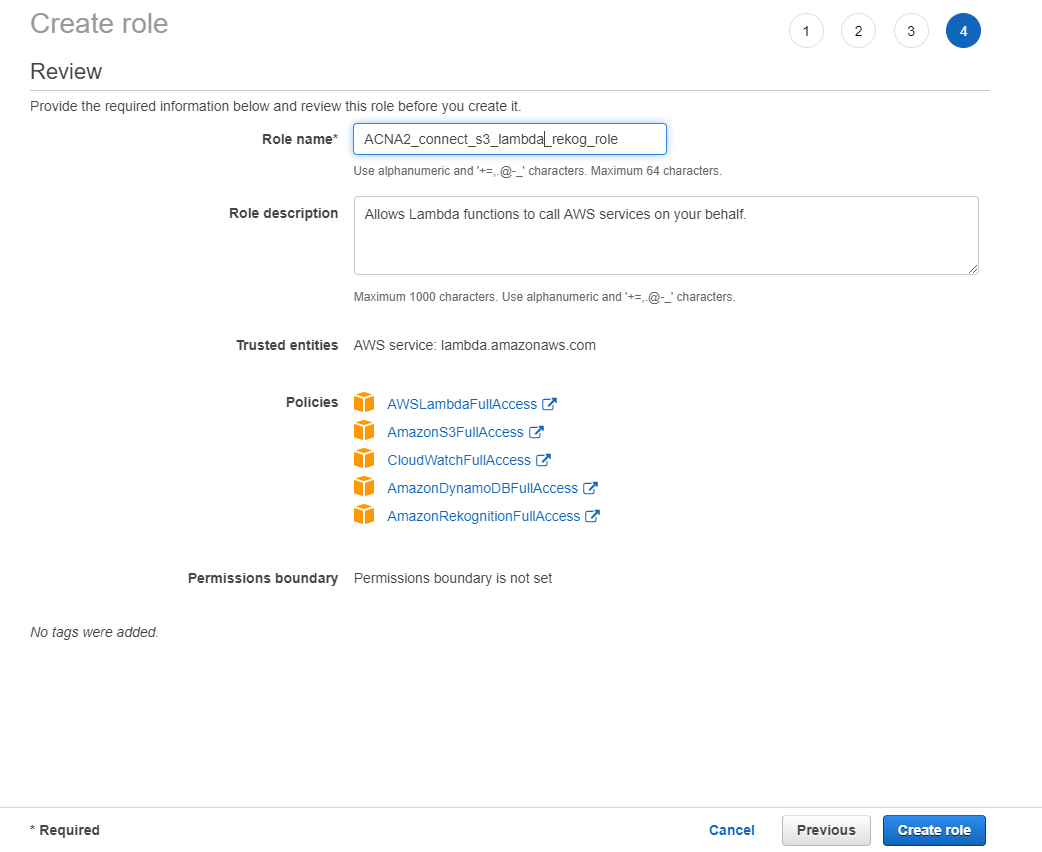 Create role
1 2 3 4
Review
Provide the required information below and review this role before you create it.
Role name* ACNA2_connect_s3_lambda_rekog_role
Use alphanumeric and '+=,.@-_' characters. Maximum 64 characters.
Role description Allows Lambda functions to call AWS services on your behalf.
Maximum 1000 characters. Use alphanumeric and '+=,.@-_' characters.
Trusted entities AWS service: lambda.amazonaws.com
Policies AWSLambdaFullAccess
AmazonS3FullAccess
CloudWatchFullAccess
AmazonDynamoDBFullAccess
AmazonRekognitionFullAccess
Permissions boundary Permissions boundary is not set
No tags were added.
* Required Cancel Previous Create role